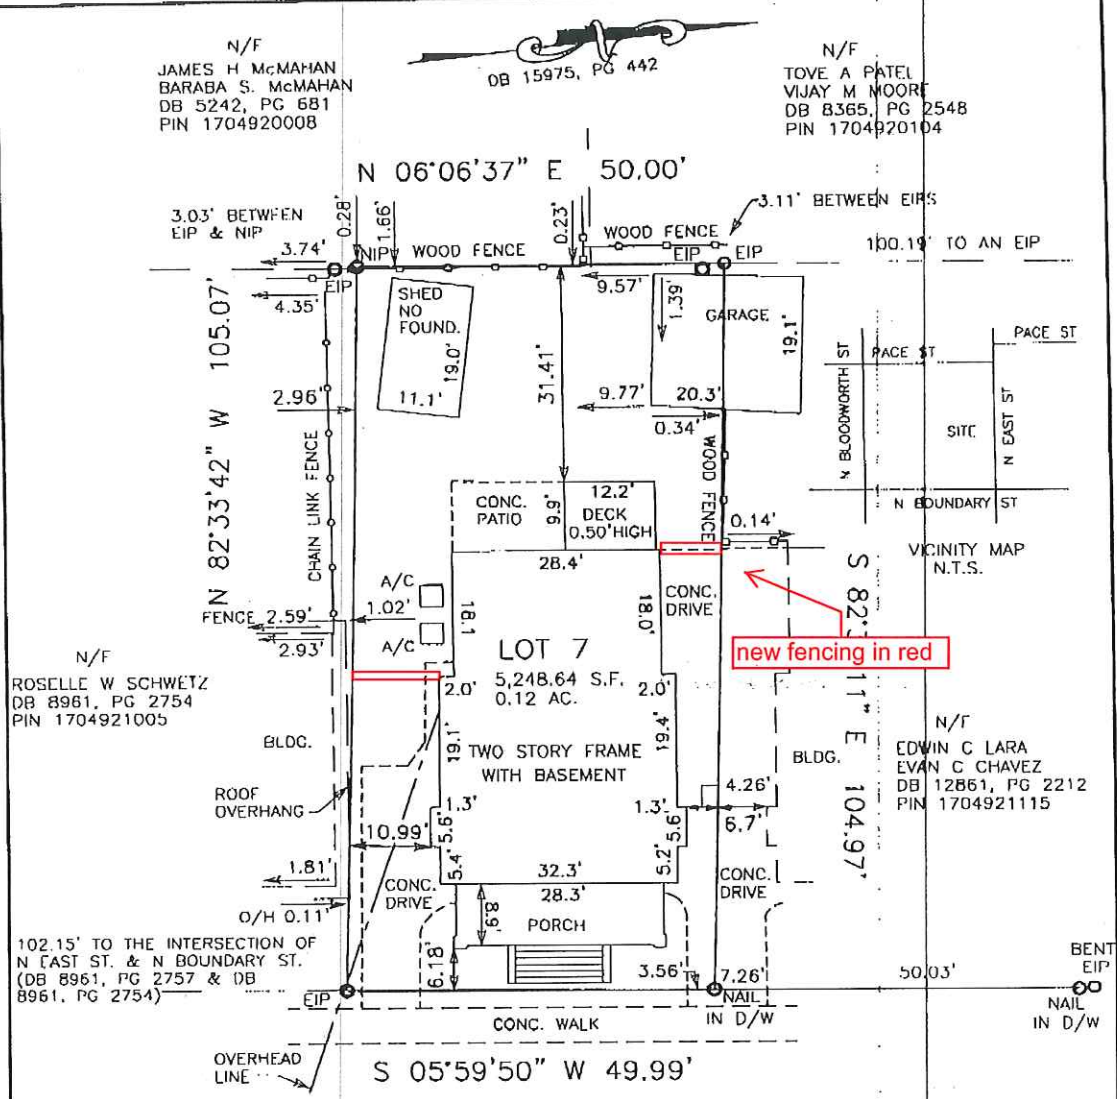 N/F
JAMES H McMAHAN
BARABA S. McMAHAN
DB 5242, PG 681
PIN 1704920008
DB 15975, PG 442
N/F
TOVE A PATEL
VIJAY M MOORE
DB 8365, PG 2548
PIN 1704920104
N 06°06'37" E 50.00'
3.03' BETWEEN
EIP & NIP
0.28'
1.66'
0.23'
3.11' BETWEEN EIPS
WOOD FENCE
WOOD FENCE
100.19' TO AN EIP
3.74'
NIP
EIP
EIP
4.35'
N 82°33'42" W 105.07'
SHED
NO
FOUND.
19.0'
11.1'
9.57'
1.39'
GARAGE
19.1'
20.3'
31.41'
9.77'
0.34'
2.96'
CHAIN LINK FENCE
WOOD FENCE
PACE ST
PACE ST
N BLOODWORTH ST
N EAST ST
SITE
N BOUNDARY ST
VICINITY MAP
N.T.S.
CONC.
PATIO
9.9'
12.2'
DECK
0.50'HIGH
0.14'
28.4'
A/C
A/C
1.02'
FENCE 2.59'
2.93'
18.1
18.0'
CONC.
DRIVE
LOT 7
5,248.64 S.F.
0.12 AC.
new fencing in red
N/F
ROSELLE W SCHWETZ
DB 8961, PG 2754
PIN 1704921005
2.0'
2.0'
19.1'
19.4'
TWO STORY FRAME
WITH BASEMENT
BLDG.
BLDG.
N/F
EDWIN C LARA
EVAN C CHAVEZ
DB 12861, PG 2212
PIN 1704921115
11" E 104.97'
ROOF
OVERHANG
4.26'
6.7'
1.3'
1.3'
5.6'
5.6'
10.99'
5.4'
5.2'
32.3'
1.81'
CONC.
DRIVE
28.3'
8.9'
PORCH
CONC.
DRIVE
O/H 0.11'
102.15' TO THE INTERSECTION OF
N EAST ST. & N BOUNDARY ST.
(DB 8961, PG 2757 & DB
8961, PG 2754)
6.18'
3.56'
7.26'
50.03'
BENT
EIP
EIP
NAIL
IN D/W
NAIL
IN D/W
CONC. WALK
OVERHEAD
LINE
S 05°59'50" W 49.99'